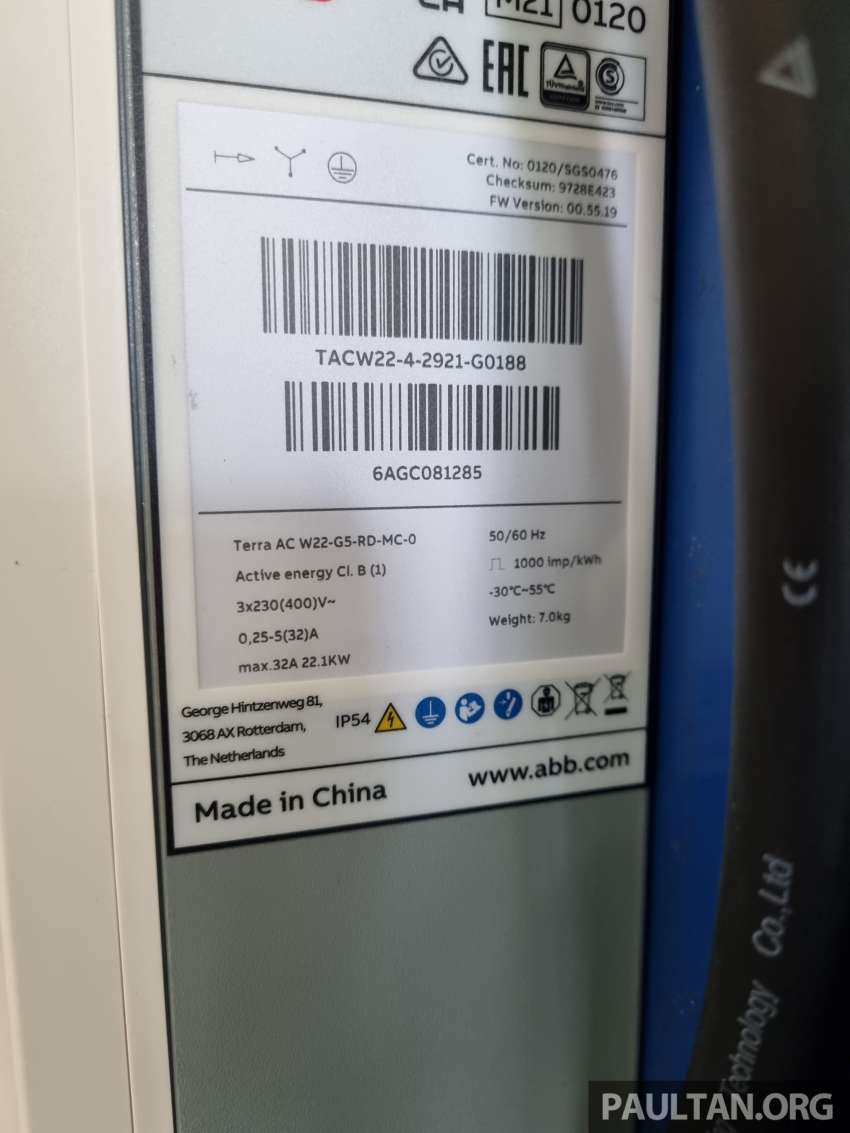 M21 0120
EAC
Cert. No: 0120/SGS0476
Checksum: 9728E423
FW Version: 00.55.19
TACW22-4-2921-G0188
6AGC081285
Terra AC W22-G5-RD-MC-0
Active energy Cl. B (1)
3x230(400)V~
0,25-5(32)A
max.32A 22.1KW
50/60 Hz
1000 imp/kWh
-30℃~55℃
Weight: 7.0kg
George Hintzenweg 81,
3068 AX Rotterdam,
The Netherlands
IP54
Made in China
www.abb.com
CE
Technology Co.,Ltd
PAULTAN.ORG